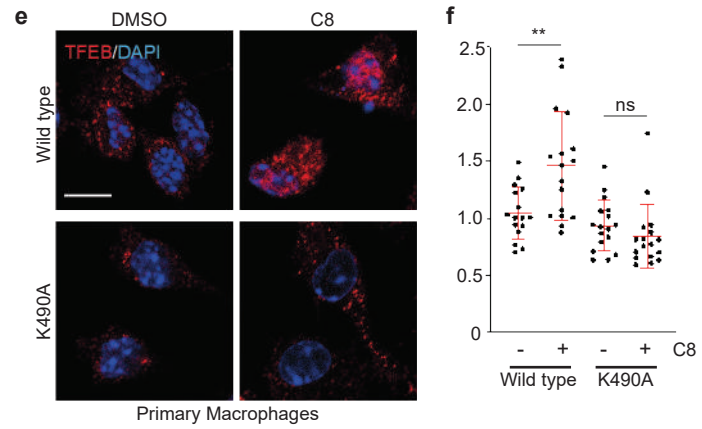 e
DMSO
C8
TFEB/DAPI
Wild type
K490A
Primary Macrophages
f
2.5
2.0
1.5
1.0
0.5
0
**
ns
- + - + C8
Wild type K490A